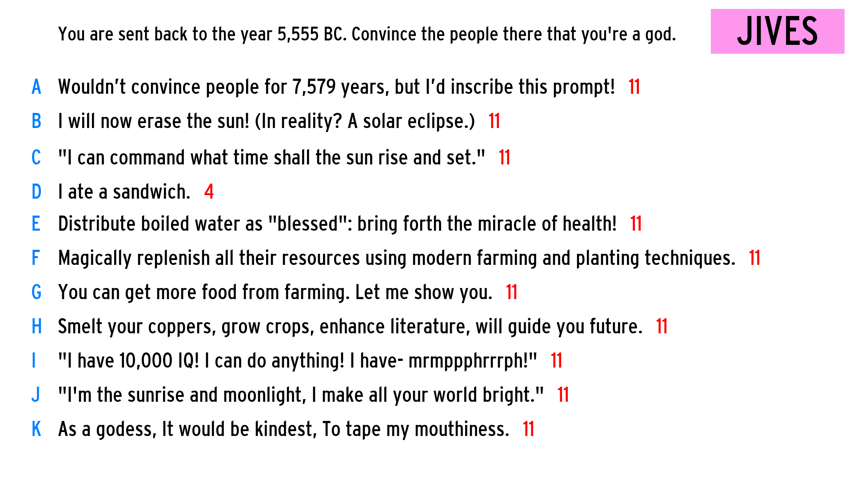 You are sent back to the year 5,555 BC. Convince the people there that you're a god.
JIVES
A Wouldn’t convince people for 7,579 years, but I’d inscribe this prompt! 11
B I will now erase the sun! (In reality? A solar eclipse.) 11
C "I can command what time shall the sun rise and set." 11
D I ate a sandwich. 4
E Distribute boiled water as "blessed": bring forth the miracle of health! 11
F Magically replenish all their resources using modern farming and planting techniques. 11
G You can get more food from farming. Let me show you. 11
H Smelt your coppers, grow crops, enhance literature, will guide you future. 11
I "I have 10,000 IQ! I can do anything! I have- mrmppphrrrph!" 11
J "I'm the sunrise and moonlight, I make all your world bright." 11
K As a godess, It would be kindest, To tape my mouthiness. 11